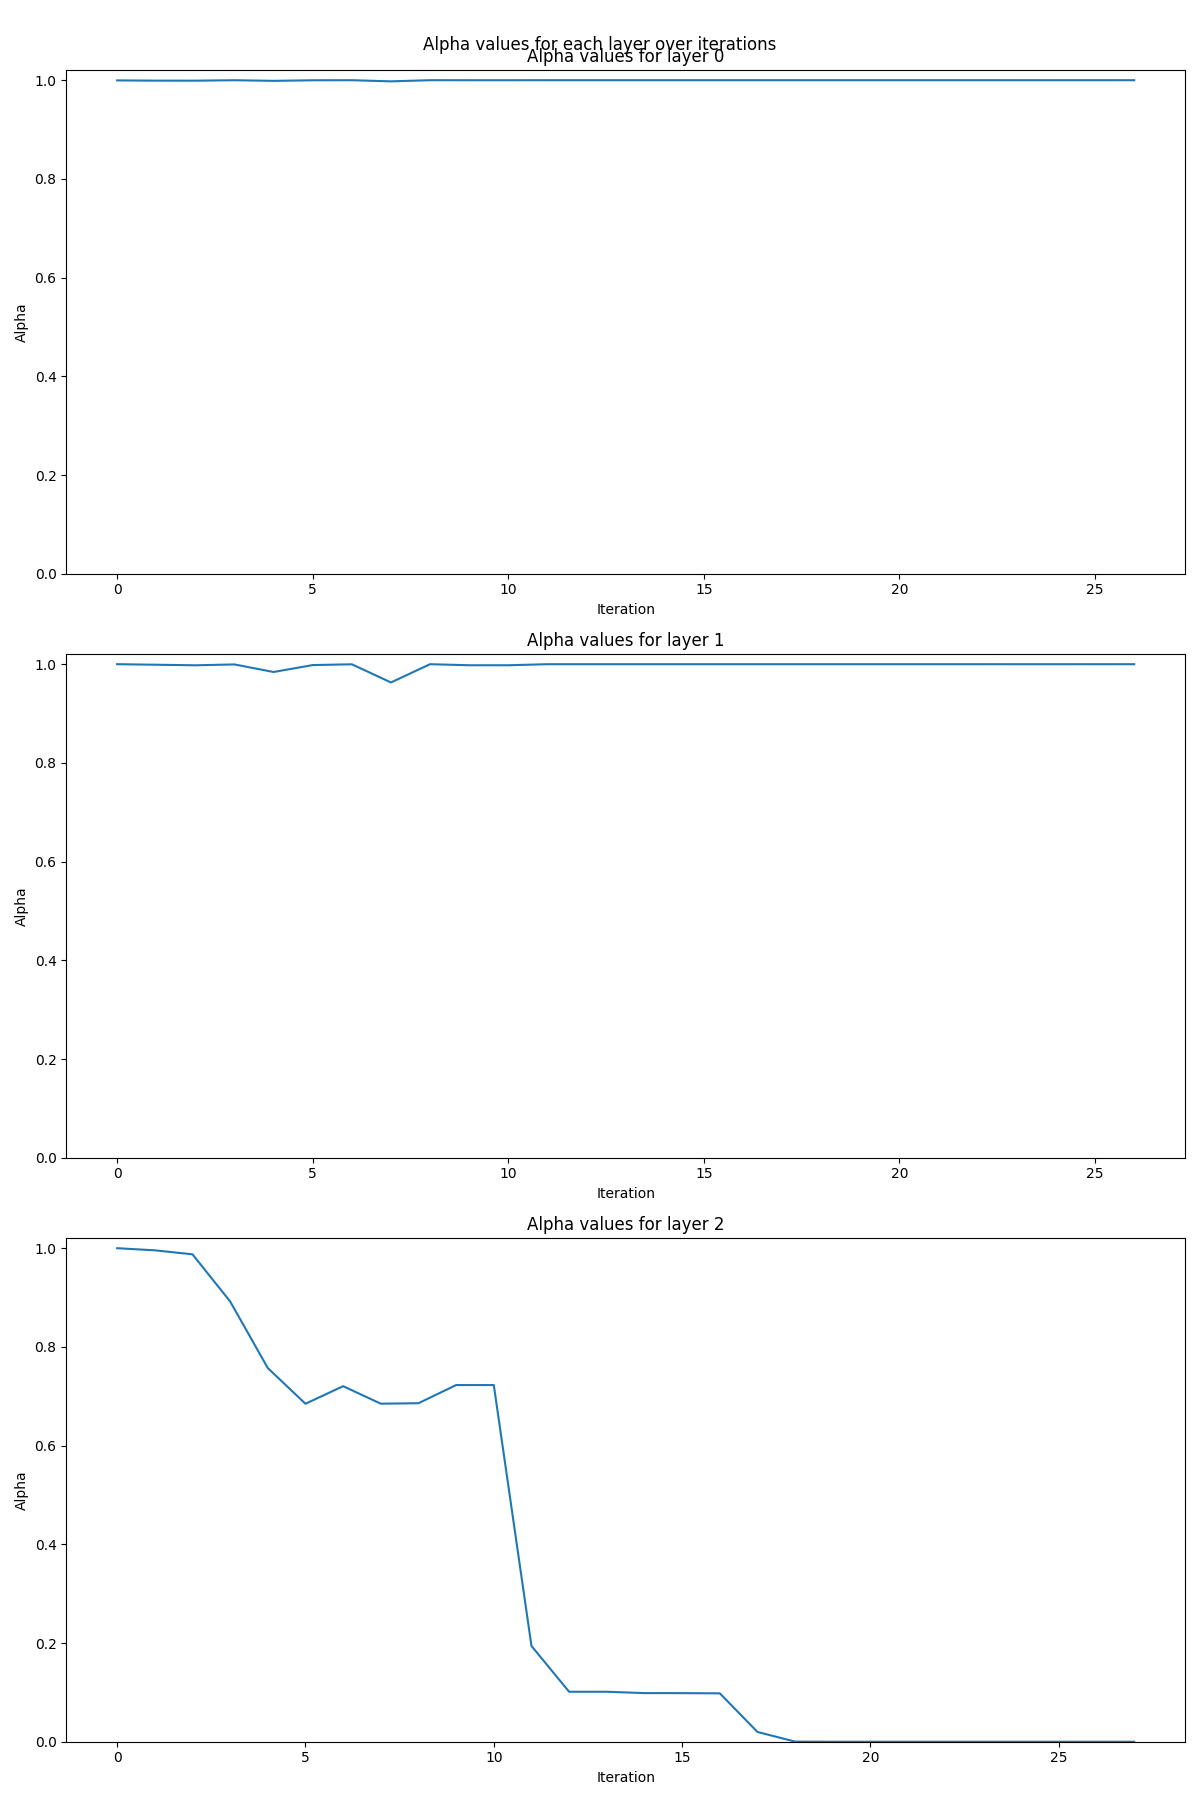 Alpha values for each layer over iterations
Alpha values for layer 0
1.0
0.8
0.6
0.4
0.2
0.0
Alpha
0 5 10 15 20 25
Iteration
Alpha values for layer 1
1.0
0.8
0.6
0.4
0.2
0.0
Alpha
0 5 10 15 20 25
Iteration
Alpha values for layer 2
1.0
0.8
0.6
0.4
0.2
0.0
Alpha
0 5 10 15 20 25
Iteration